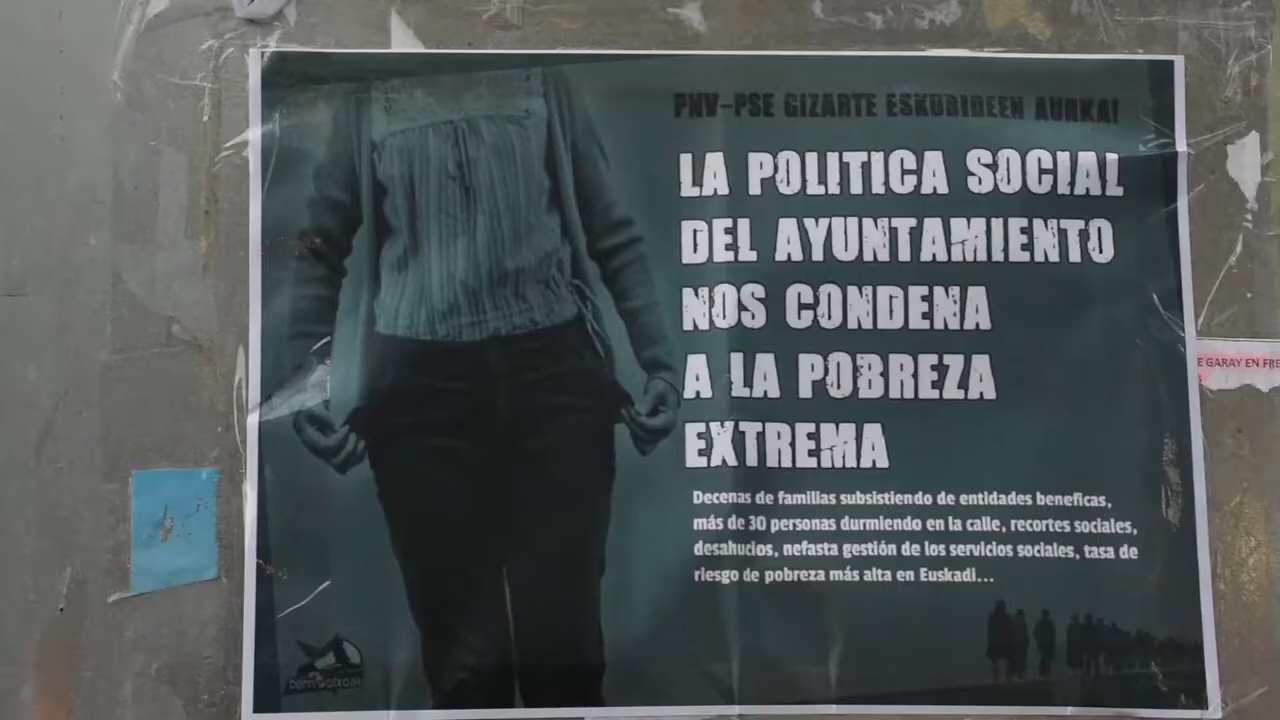 PNV-PSE GIZARTE ESKUBIDEEN AURKA!
LA POLITICA SOCIAL
DEL AYUNTAMIENTO
NOS CONDENA
A LA POBREZA
EXTREMA
Decenas de familias subsistiendo de entidades beneficas,
más de 30 personas durmiendo en la calle, recortes sociales,
desahucios, nefasta gestión de los servicios sociales, tasa de
riesgo de pobreza más alta en Euskadi...
E GARAY EN FRE